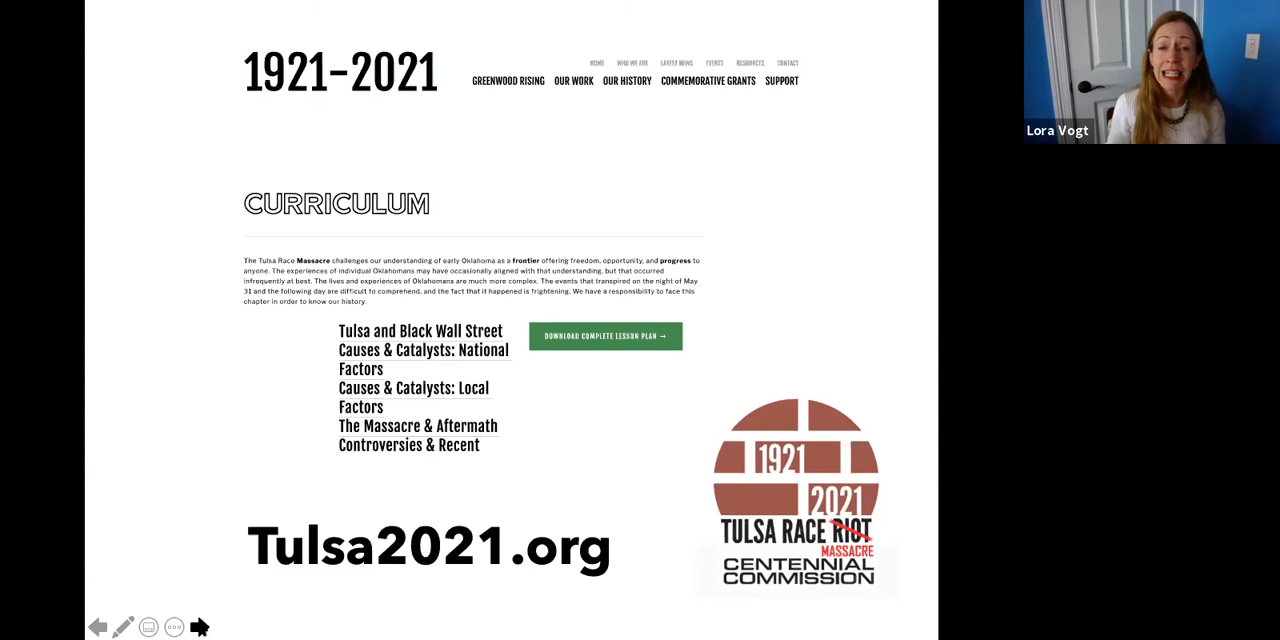 1921-2021
HOME WHO WE ARE LATEST NEWS EVENTS RESOURCES CONTACT
GREENWOOD RISING OUR WORK OUR HISTORY COMMEMORATIVE GRANTS SUPPORT
Lora Vogt
CURRICULUM
The Tulsa Race Massacre challenges our understanding of early Oklahoma as a frontier offering freedom, opportunity, and progress to
anyone. The experiences of individual Oklahomans may have occasionally aligned with that understanding, but that occurred
infrequently at best. The lives and experiences of Oklahomans are much more complex. The events that transpired on the night of May
31 and the following day are difficult to comprehend, and the fact that it happened is frightening. We have a responsibility to face this
chapter in order to know our history.
Tulsa and Black Wall Street
Causes & Catalysts: National
Factors
Causes & Catalysts: Local
Factors
The Massacre & Aftermath
Controversies & Recent
DOWNLOAD COMPLETE LESSON PLAN →
Tulsa2021.org
1921
2021
TULSA RACE RIOT
MASSACRE
CENTENNIAL
COMMISSION